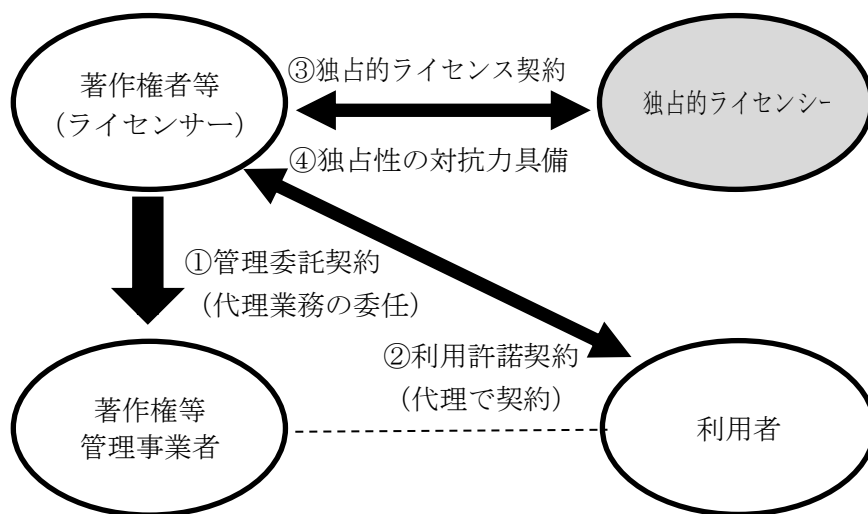 著作権者等
（ライセンサー）
③独占的ライセンス契約
独占的ライセンシー
④独占性の対抗力具備
①管理委託契約
（代理業務の委任）
②利用許諾契約
（代理で契約）
著作権等
管理事業者
利用者